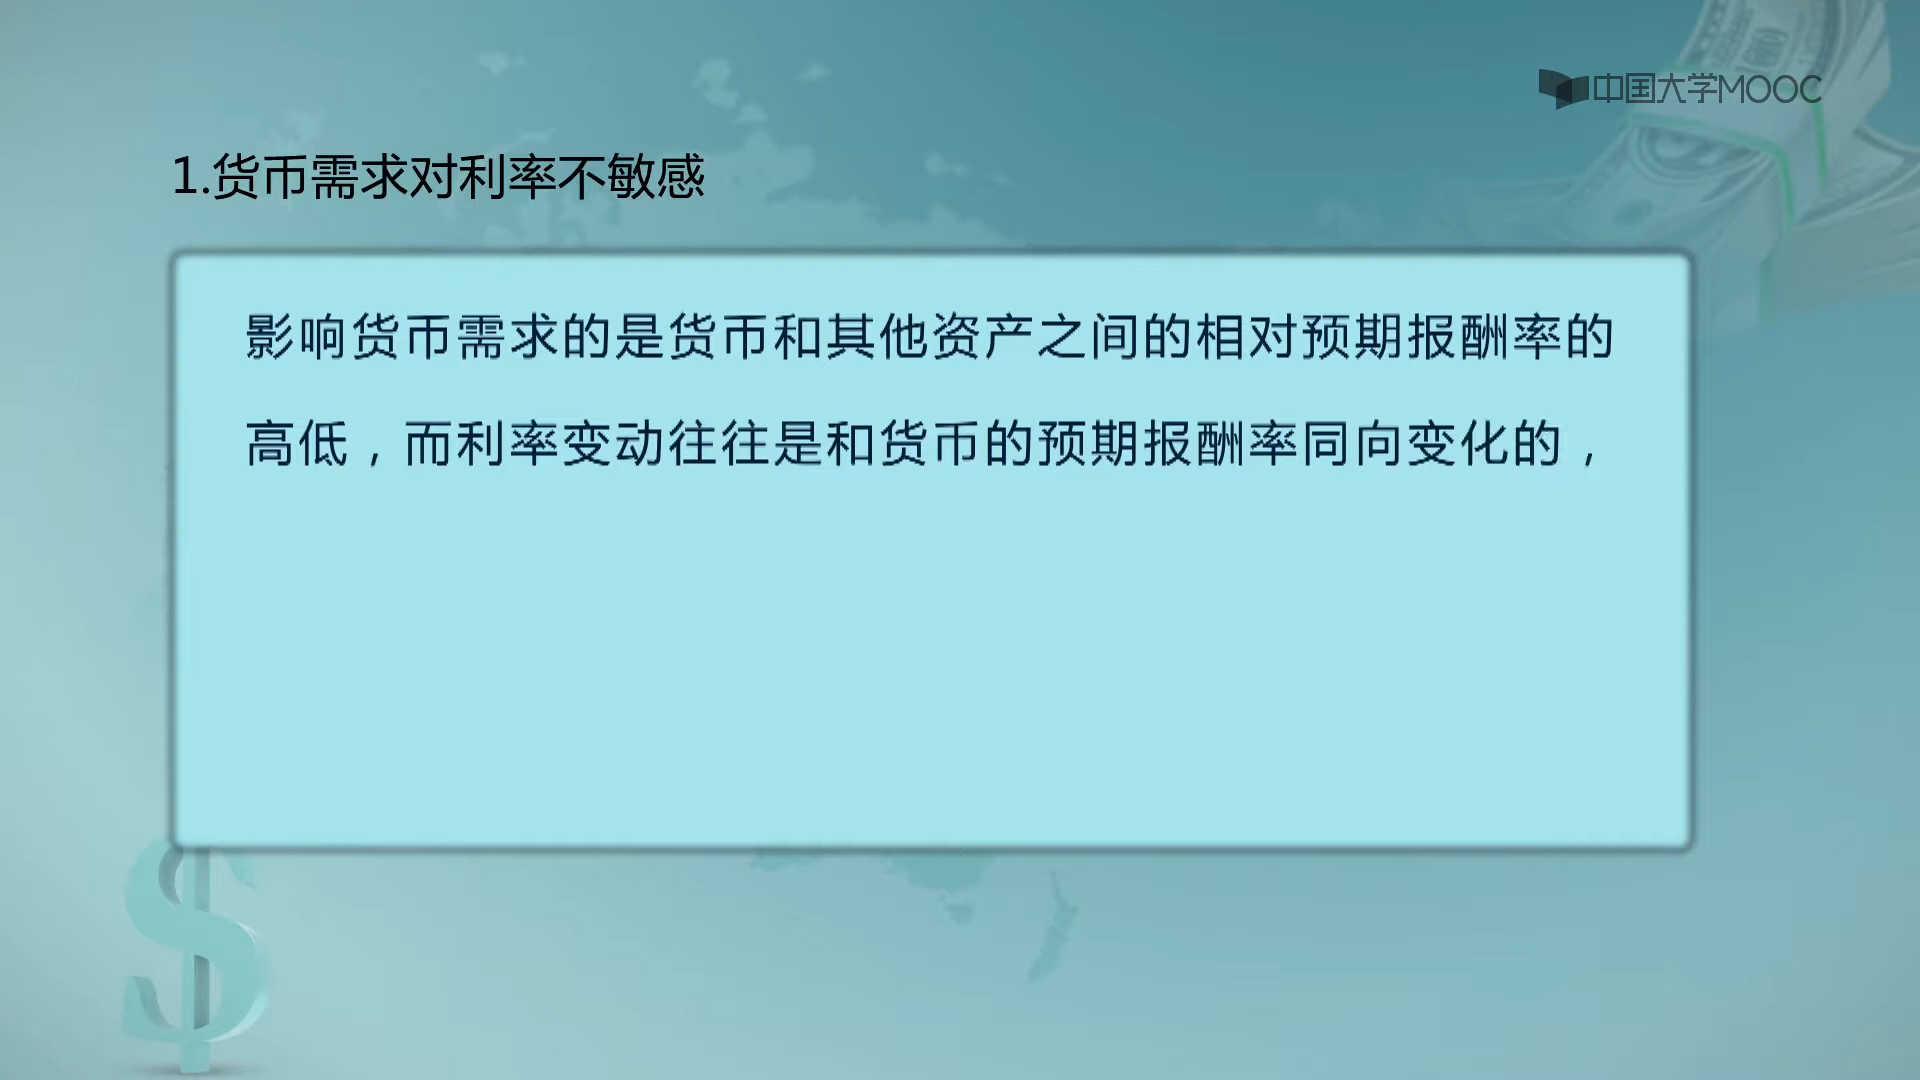 中国大学MOOC
1.货币需求对利率不敏感
影响货币需求的是货币和其他资产之间的相对预期报酬率的
高低，而利率变动往往是和货币的预期报酬率同向变化的，